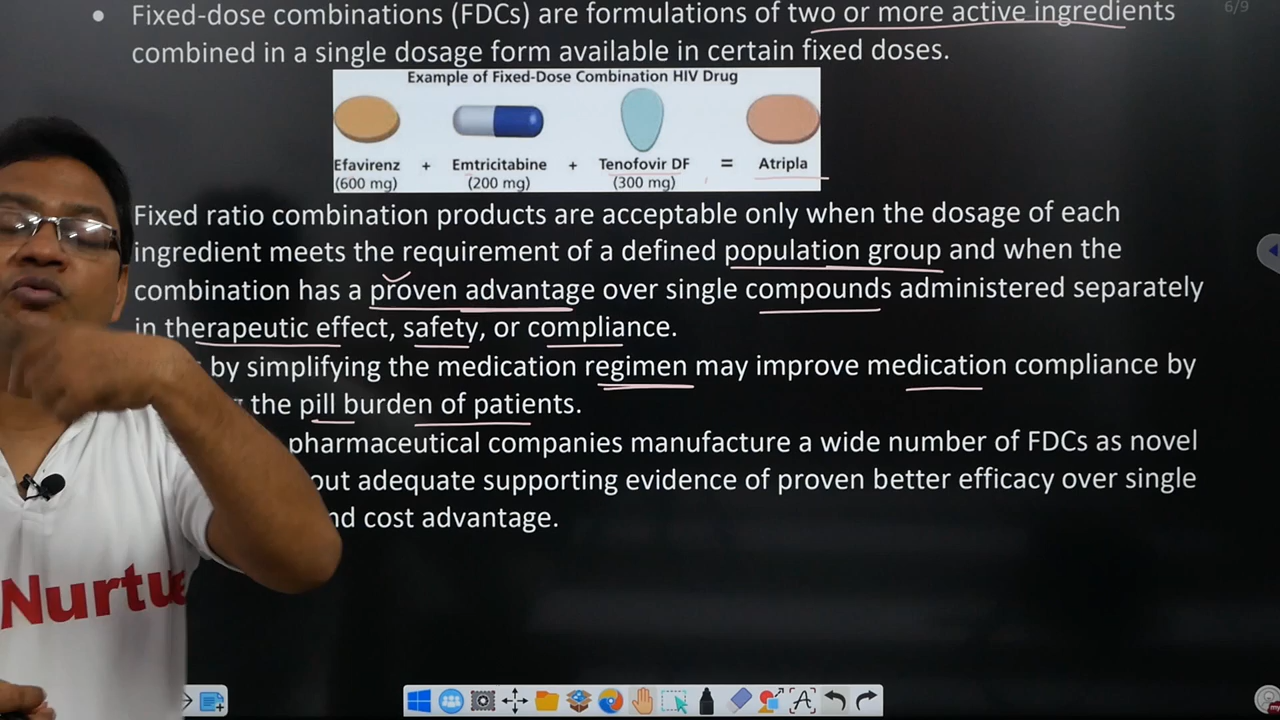 6/9
• Fixed-dose combinations (FDCs) are formulations of two or more active ingredients
combined in a single dosage form available in certain fixed doses.
Example of Fixed-Dose Combination HIV Drug
Efavirenz + Emtricitabine + Tenofovir DF = Atripla
(600 mg) (200 mg) (300 mg)
Fixed ratio combination products are acceptable only when the dosage of each
ingredient meets the requirement of a defined population group and when the
combination has a proven advantage over single compounds administered separately
in therapeutic effect, safety, or compliance.
by simplifying the medication regimen may improve medication compliance by
the pill burden of patients.
pharmaceutical companies manufacture a wide number of FDCs as novel
adequate supporting evidence of proven better efficacy over single
cost advantage.
Nurtu